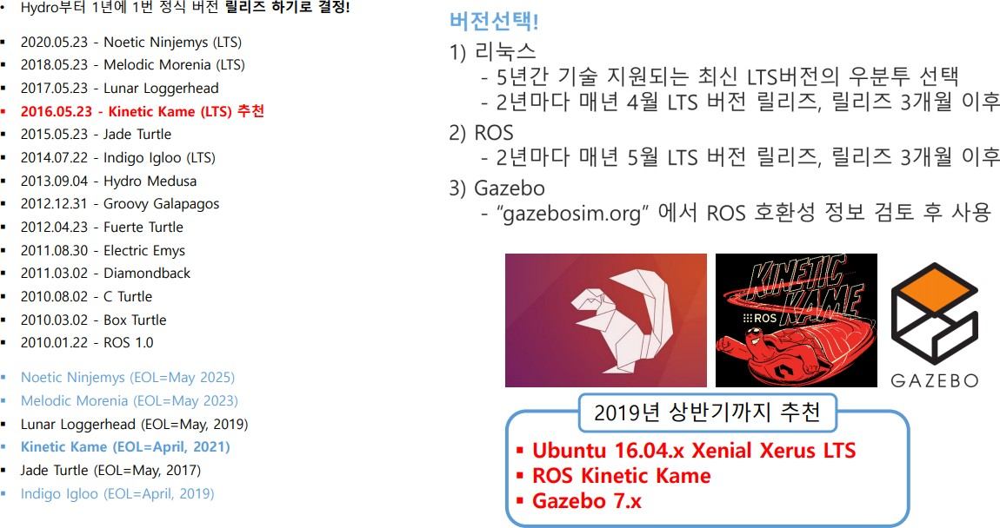 • Hydro부터 1년에 1번 정식 버전 릴리즈 하기로 결정!
▪ 2020.05.23 - Noetic Ninjemys (LTS)
▪ 2018.05.23 - Melodic Morenia (LTS)
▪ 2017.05.23 - Lunar Loggerhead
▪ 2016.05.23 - Kinetic Kame (LTS) 추천
▪ 2015.05.23 - Jade Turtle
▪ 2014.07.22 - Indigo Igloo (LTS)
▪ 2013.09.04 - Hydro Medusa
▪ 2012.12.31 - Groovy Galapagos
▪ 2012.04.23 - Fuerte Turtle
▪ 2011.08.30 - Electric Emys
▪ 2011.03.02 - Diamondback
▪ 2010.08.02 - C Turtle
▪ 2010.03.02 - Box Turtle
▪ 2010.01.22 - ROS 1.0
▪ Noetic Ninjemys (EOL=May 2025)
▪ Melodic Morenia (EOL=May 2023)
▪ Lunar Loggerhead (EOL=May, 2019)
▪ Kinetic Kame (EOL=April, 2021)
▪ Jade Turtle (EOL=May, 2017)
▪ Indigo Igloo (EOL=April, 2019)
버전선택!
1) 리눅스
- 5년간 기술 지원되는 최신 LTS버전의 우분투 선택
- 2년마다 매년 4월 LTS 버전 릴리즈, 릴리즈 3개월 이후
2) ROS
- 2년마다 매년 5월 LTS 버전 릴리즈, 릴리즈 3개월 이후
3) Gazebo
- “gazebosim.org” 에서 ROS 호환성 정보 검토 후 사용
KINETIC
KAME
ROS
GAZEBO
2019년 상반기까지 추천
▪ Ubuntu 16.04.x Xenial Xerus LTS
▪ ROS Kinetic Kame
▪ Gazebo 7.x